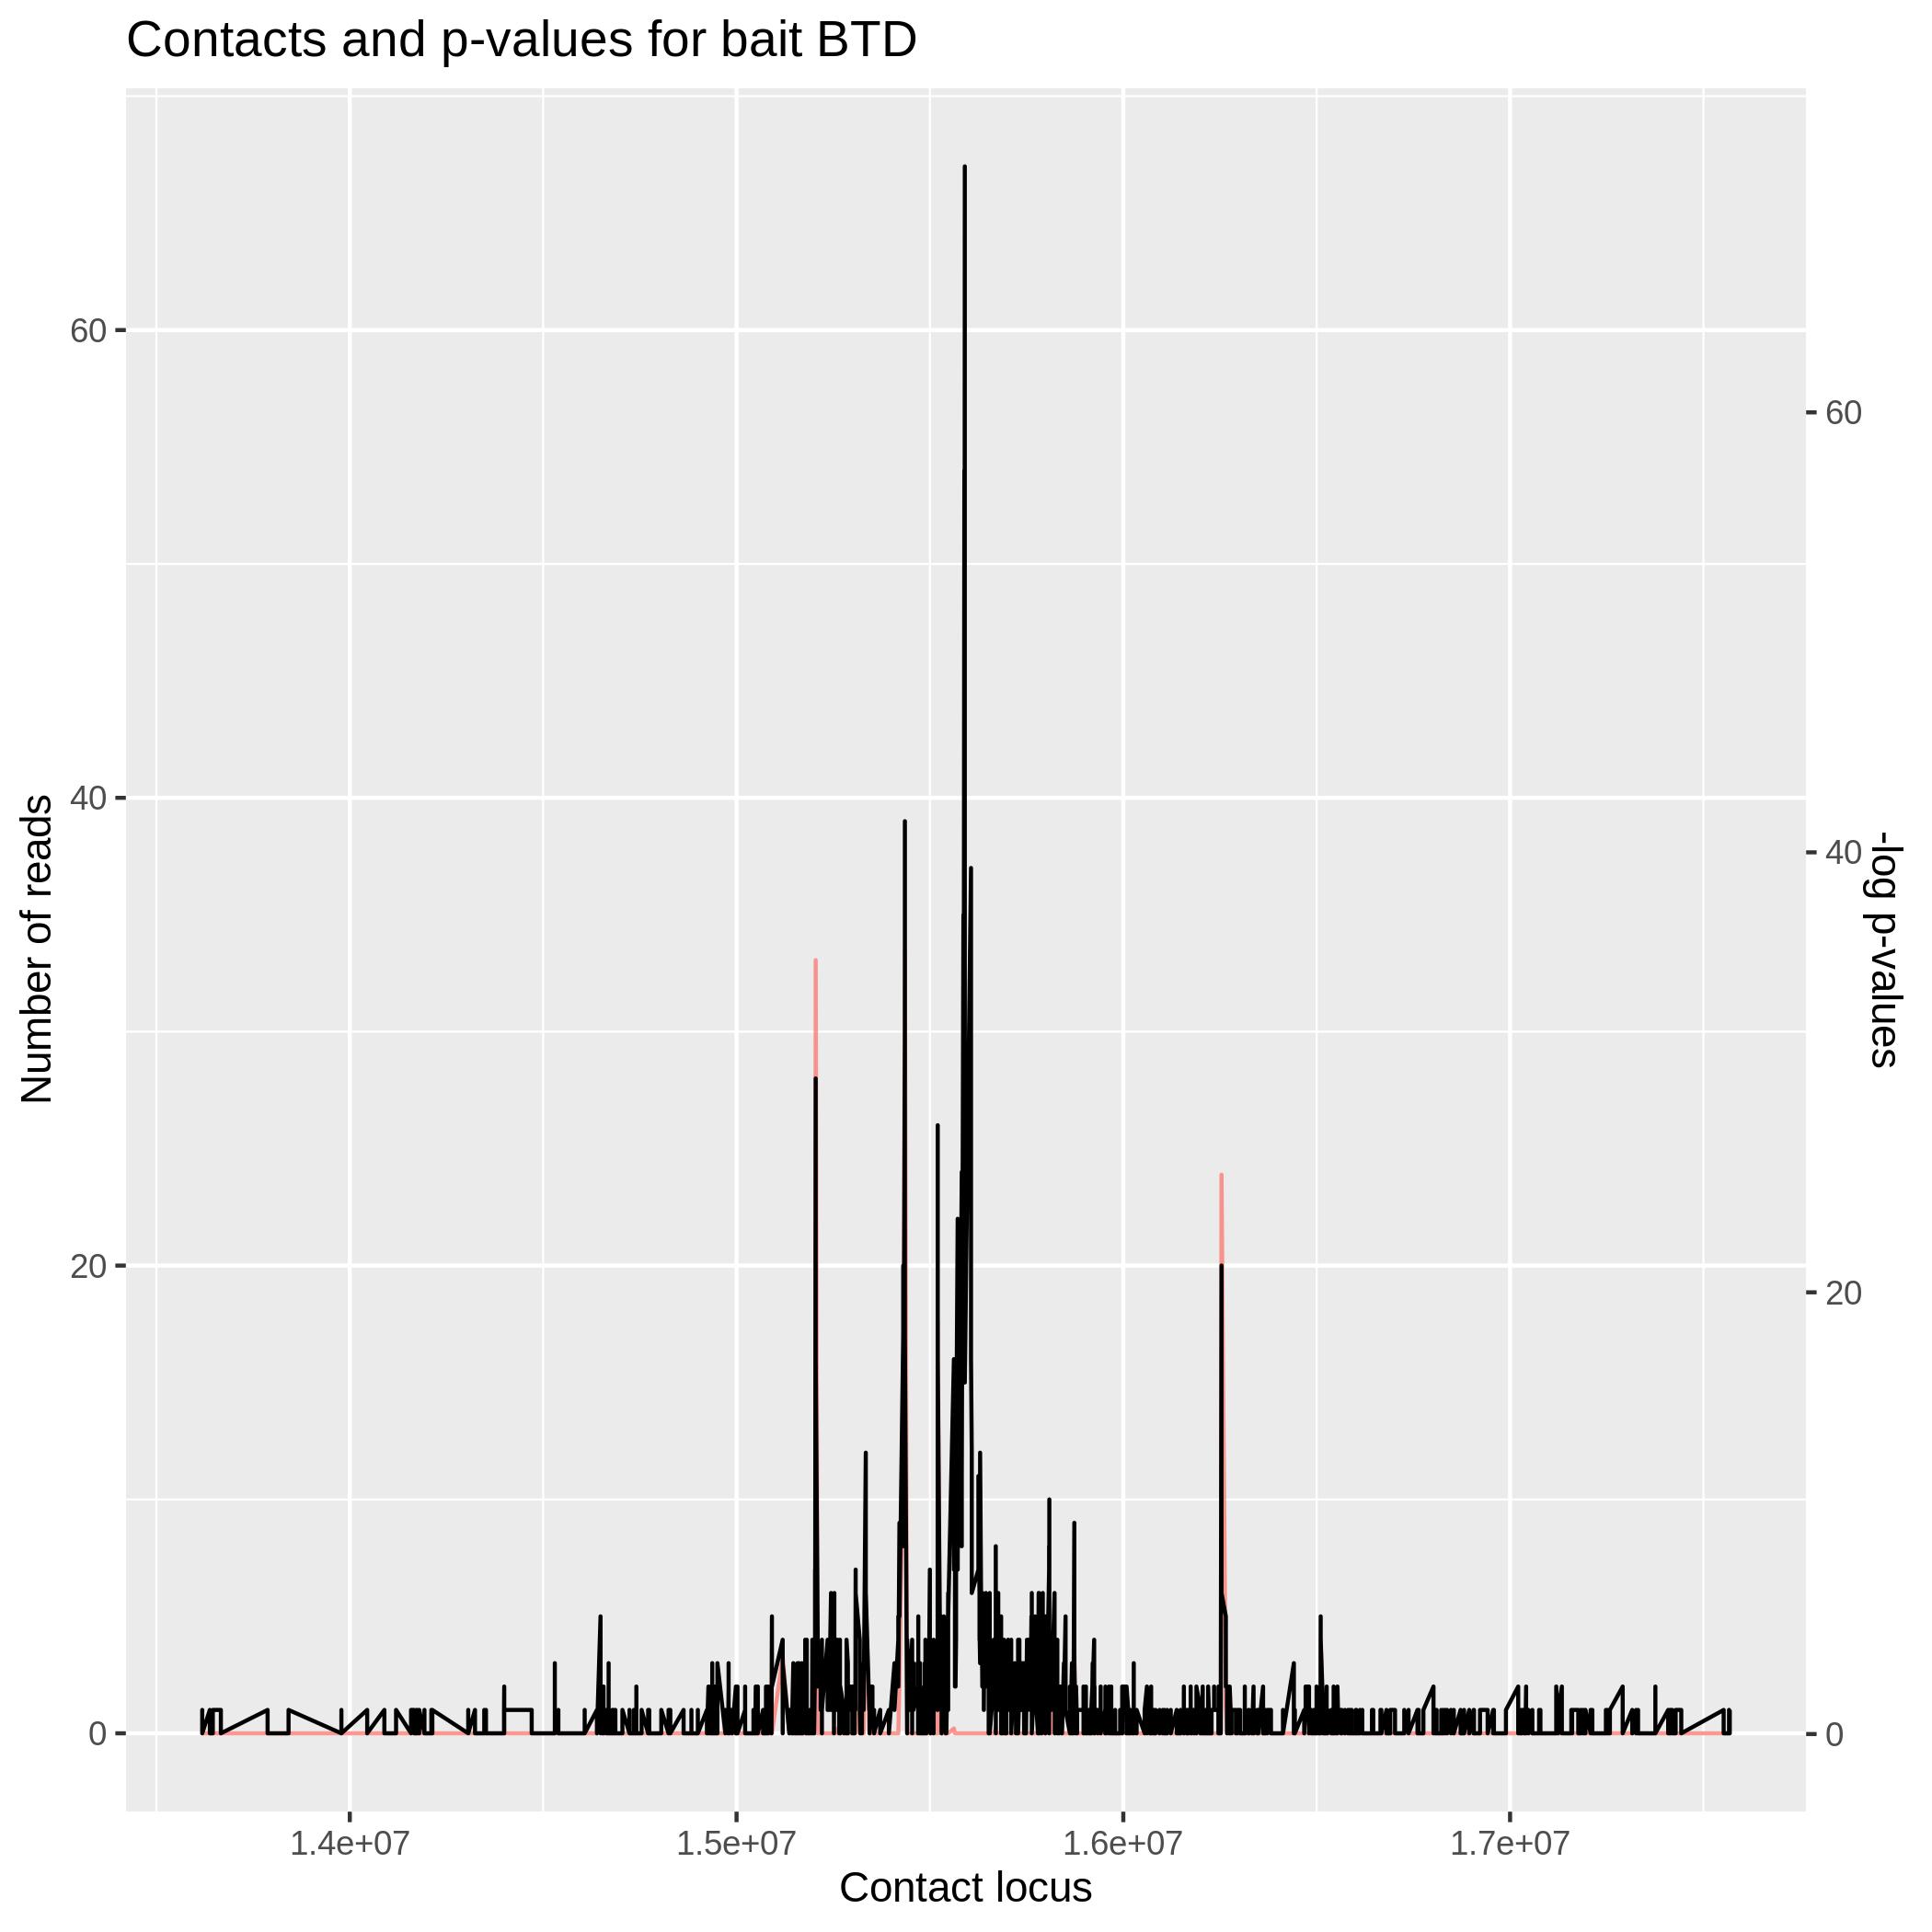 Contacts and p-values for bait BTD
Number of reads
60
40
20
0
60
40
20
0
-log p-values
1.4e+07
1.5e+07
1.6e+07
1.7e+07
Contact locus